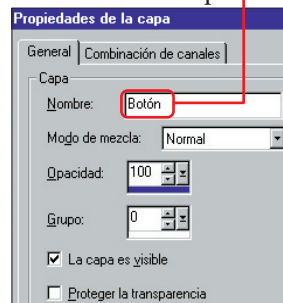 Propiedades de la capa
General Combinación de canales
Capa
Nombre: Botón
Modo de mezcla: Normal
Opacidad: 100
Grupo: 0
La capa es visible
Proteger la transparencia